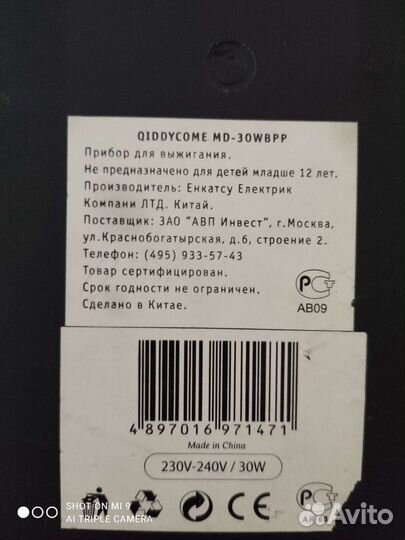 QIDDYCOME MD-30WBPP
Прибор для выжигания.
Не предназначено для детей младше 12 лет.
Производитель: Енкатсу Електрик
Компани ЛТД. Китай.
Поставщик: ЗАО "АВП Инвест", г.Москва,
ул.Краснобогатырская, д.6, строение 2.
Телефон: (495) 933-57-43
Товар сертифицирован.
Срок годности не ограничен.
Сделано в Китае.
АВ09
4 897016 971471
Made in China
230V-240V / 30W
SHOT ON MI 9
AI TRIPLE CAMERA
Avito